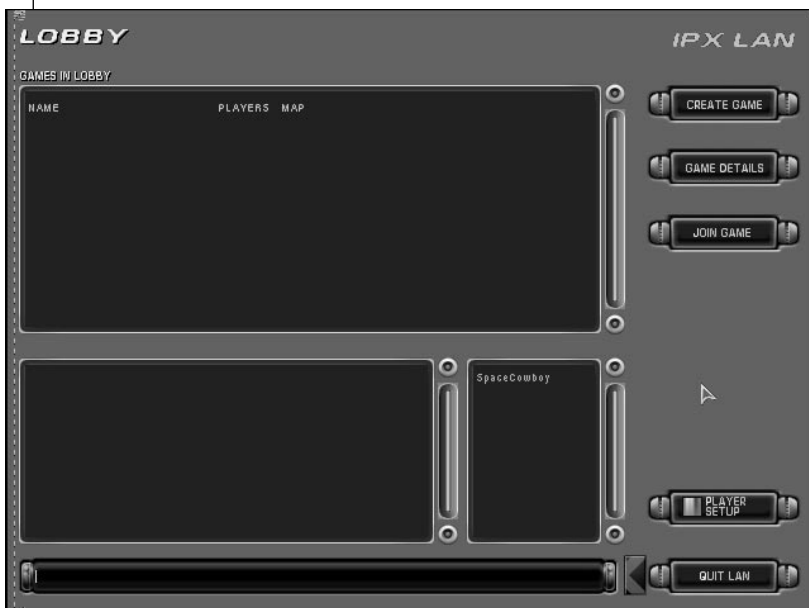 LOBBY
IPX LAN
GAMES IN LOBBY
NAME PLAYERS MAP
CREATE GAME
GAME DETAILS
JOIN GAME
SpaceCowboy
PLAYER
SETUP
QUIT LAN